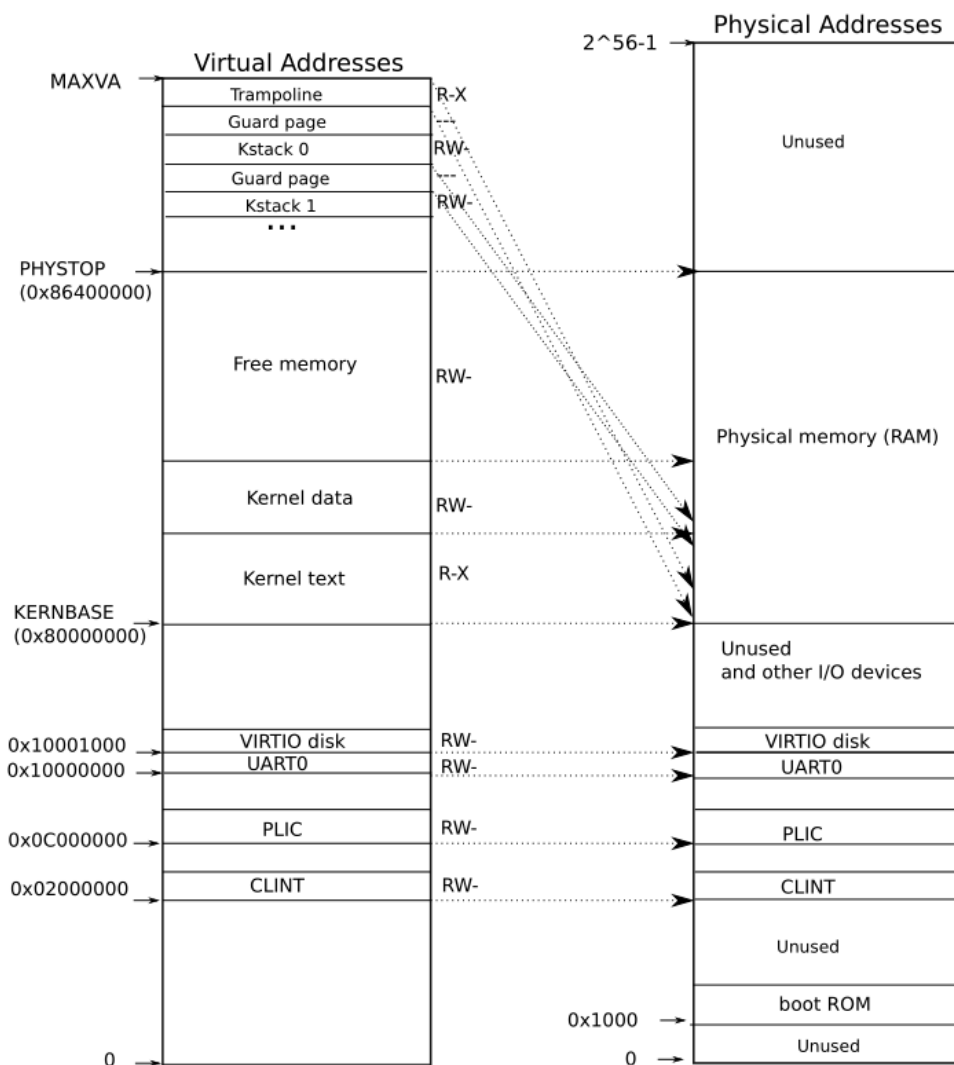 Physical Addresses
2^56-1
Virtual Addresses
MAXVA
Trampoline
R-X
Guard page
---
Unused
Kstack 0
RW-
Guard page
---
Kstack 1
RW-
...
PHYSTOP
(0x86400000)
Free memory
RW-
Physical memory (RAM)
Kernel data
RW-
Kernel text
R-X
KERNBASE
(0x80000000)
Unused
and other I/O devices
0x10001000
VIRTIO disk
RW-
VIRTIO disk
0x10000000
UART0
RW-
UART0
0x0C000000
PLIC
RW-
PLIC
0x02000000
CLINT
RW-
CLINT
Unused
boot ROM
0x1000
Unused
0
0